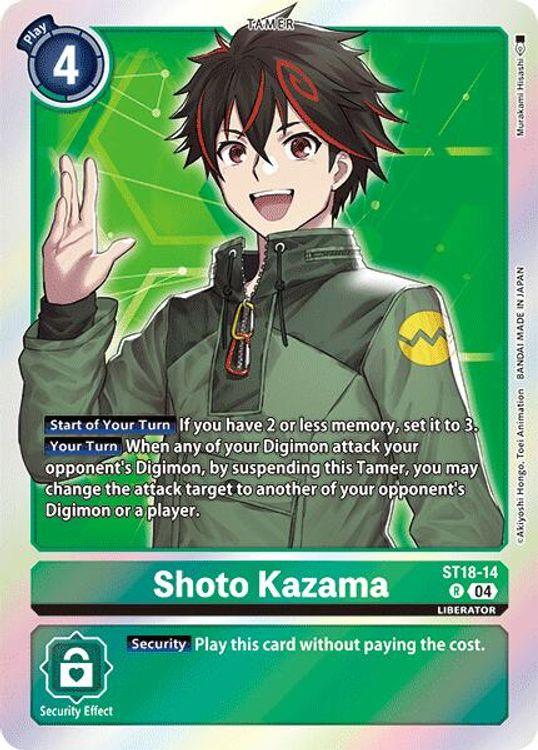 TAMER
Play
4
Murakami Hisashi
©Akiyoshi Hongo, Toei Animation BANDAI MADE IN JAPAN
Start of Your Turn If you have 2 or less memory, set it to 3.
Your Turn When any of your Digimon attack your
opponent's Digimon, by suspending this Tamer, you may
change the attack target to another of your opponent's
Digimon or a player.
Shoto Kazama
ST18-14
R 04
LIBERATOR
Security Play this card without paying the cost.
Security Effect